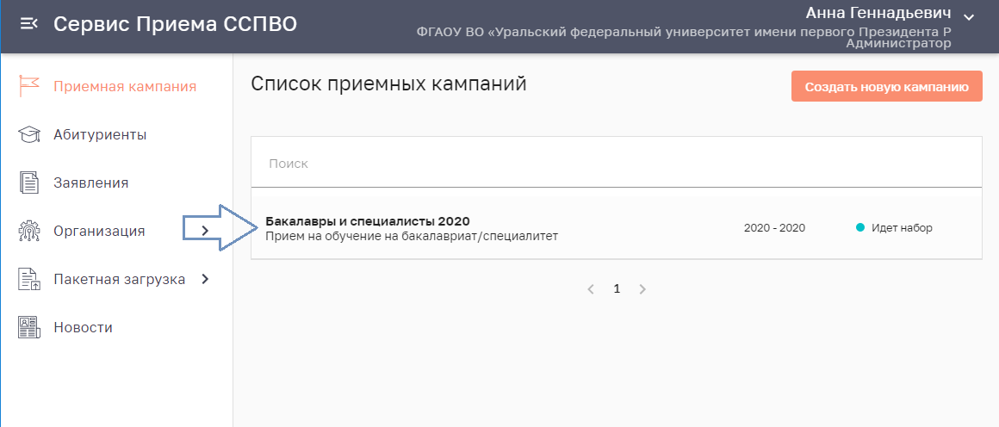 Сервис Приема ССПВО
Анна Геннадьевич
ФГАОУ ВО «Уральский федеральный университет имени первого Президента Р
Администратор
Приемная кампания
Абитуриенты
Заявления
Организация
Пакетная загрузка
Новости
Список приемных кампаний
Создать новую кампанию
Поиск
Бакалавры и специалисты 2020
Прием на обучение на бакалавриат/специалитет
2020 - 2020
Идет набор
1